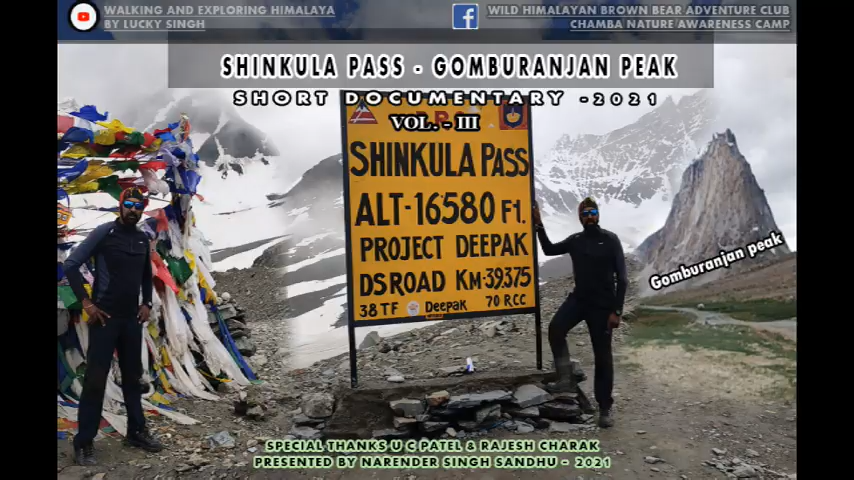 WALKING AND EXPLORING HIMALAYA
BY LUCKY SINGH
WILD HIMALAYAN BROWN BEAR ADVENTURE CLUB
CHAMBA NATURE AWARENESS CAMP
SHINKULA PASS - GOMBURANJAN PEAK
SHORT DOCUMENTARY - 2021
VOL. - III
SHINKULA PASS
ALT-16580 Ft.
PROJECT DEEPAK
DSROAD KM-39.375
38 TF Deepak 70 RCC
Gomburanjan peak
SPECIAL THANKS U C PATEL & RAJESH CHARAK
PRESENTED BY NARENDER SINGH SANDHU - 2021